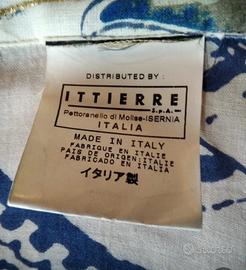 DISTRIBUTED BY :
ITTIERRE
S.p.A.
Pettoranello di Molise-ISERNIA
ITALIA
MADE IN ITALY
FABRIQUE EN ITALIE
PAIS DE ORIGEN:ITALIE
FABRICADO EN ITALIA
イタリア製
subito